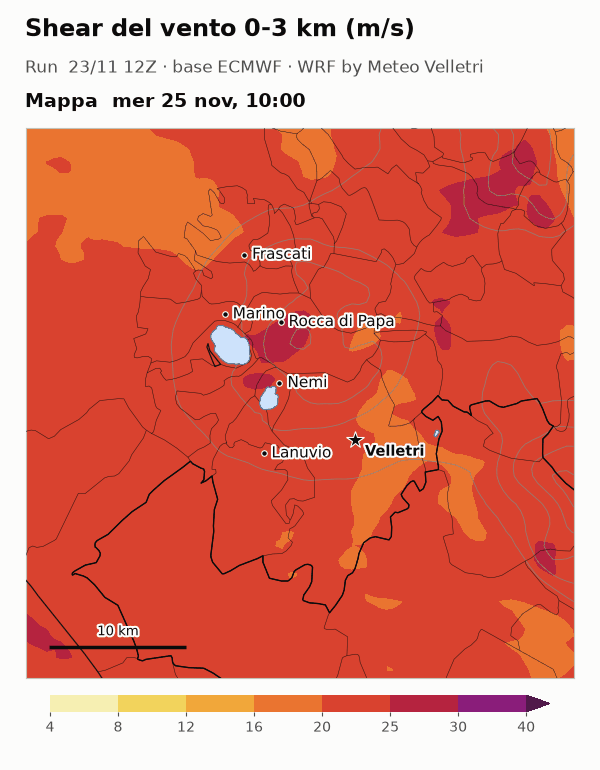 Shear del vento 0-3 km (m/s)
Run  23/11 12Z · base ECMWF · WRF by Meteo Velletri
Mappa  mer 25 nov, 10:00
Frascati
Marino
Rocca di Papa
Nemi
Velletri
Lanuvio
10 km
4 8 12 16 20 25 30 40